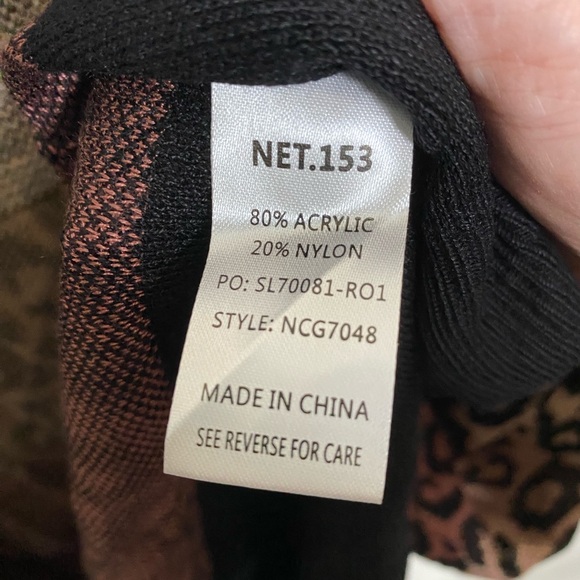 NET.153
80% ACRYLIC
20% NYLON
PO: SL70081-RO1
STYLE: NCG7048
MADE IN CHINA
SEE REVERSE FOR CARE